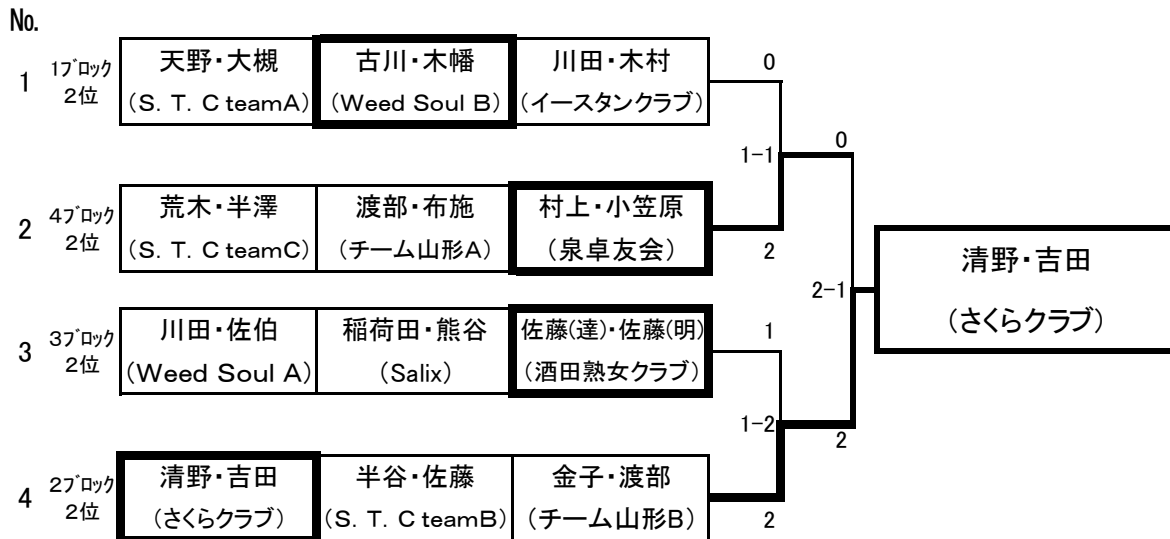 No.
1
1ブロック
2位
天野・大槻
(S. T. C teamA)
古川・木幡
(Weed Soul B)
川田・木村
(イースタンクラブ)
0
1-1
0
2
4ブロック
2位
荒木・半澤
(S. T. C teamC)
渡部・布施
(チーム山形A)
村上・小笠原
(泉卓友会)
2
2-1
清野・吉田
(さくらクラブ)
3
3ブロック
2位
川田・佐伯
(Weed Soul A)
稲荷田・熊谷
(Salix)
佐藤(達)・佐藤(明)
(酒田熟女クラブ)
1
1-2
2
4
2ブロック
2位
清野・吉田
(さくらクラブ)
半谷・佐藤
(S. T. C teamB)
金子・渡部
(チーム山形B)
2